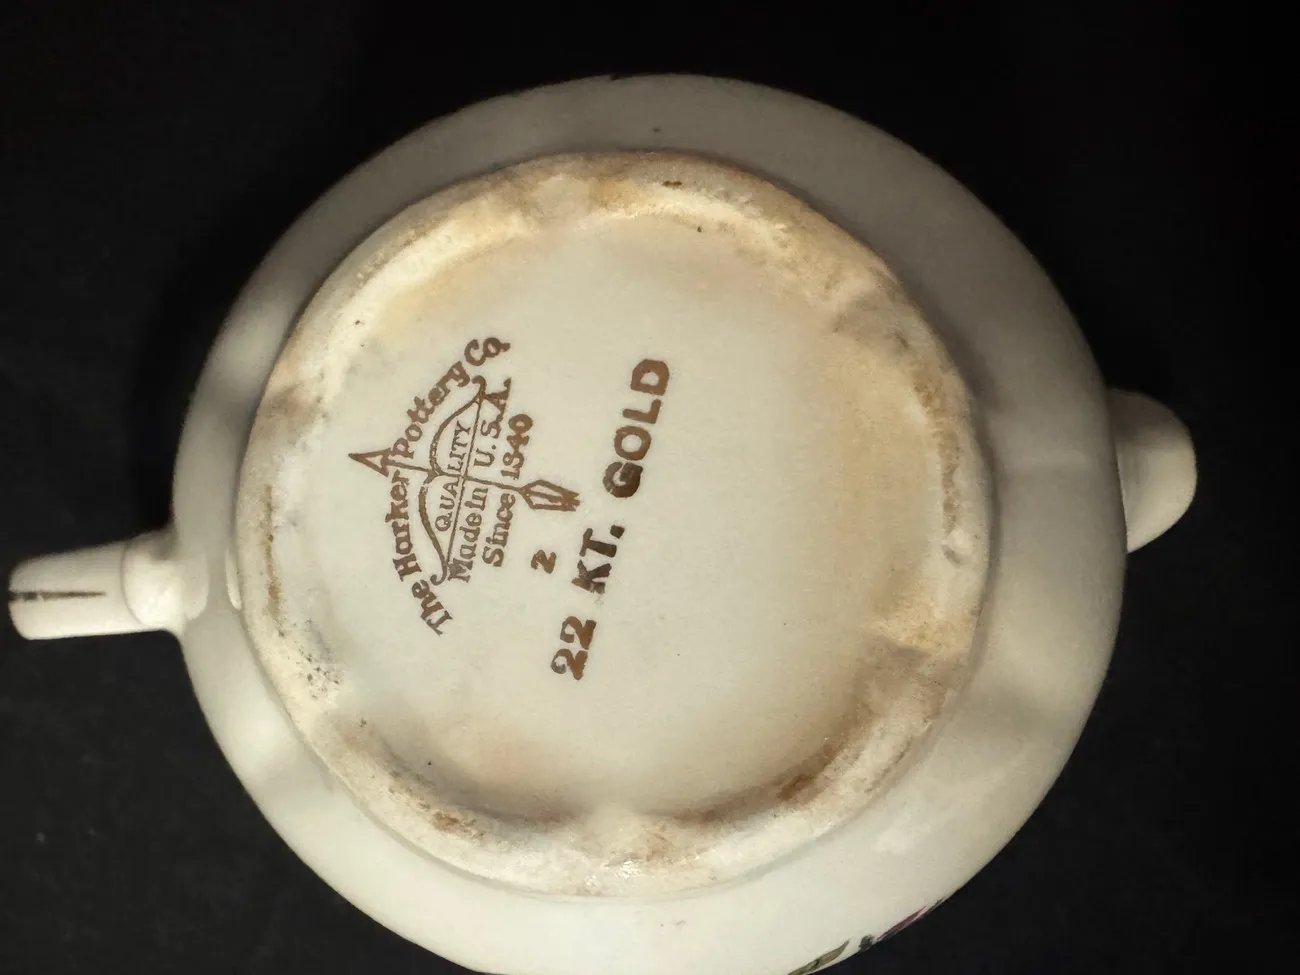 The Harker Pottery Co
QUALITY
Made in U.S.A.
Since 1840
2
22 KT. GOLD